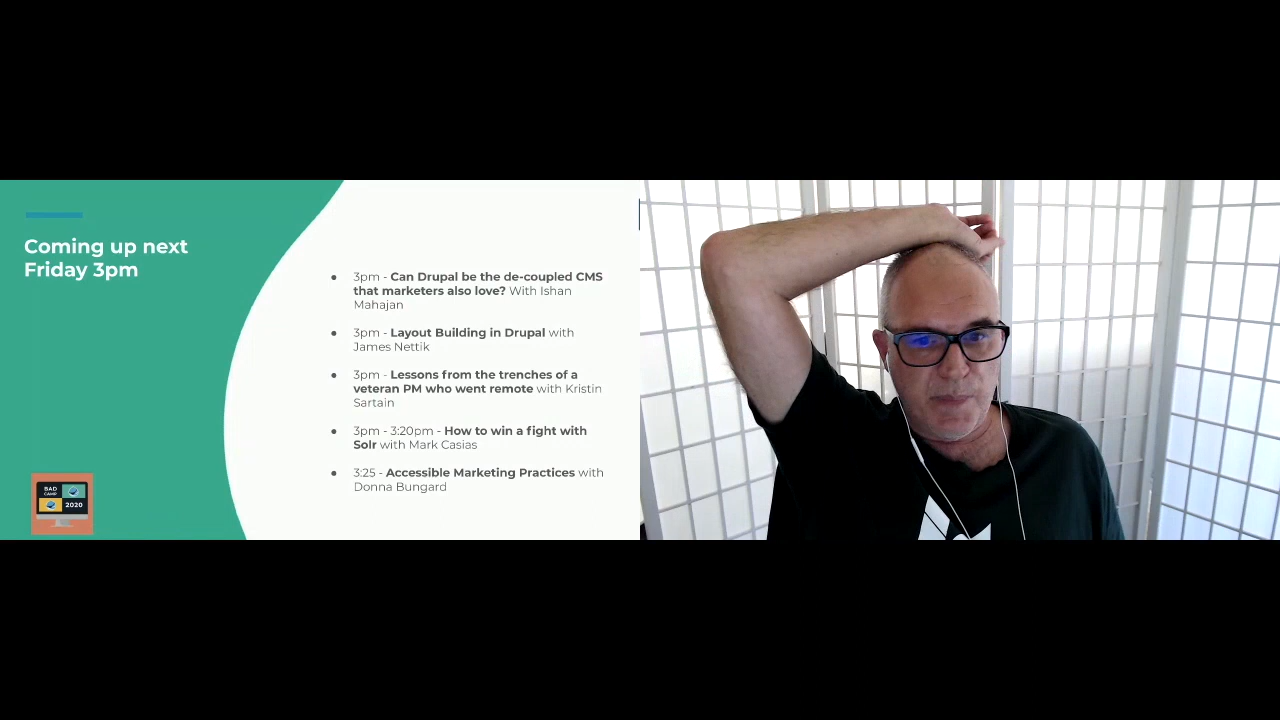 Coming up next
Friday 3pm
● 3pm - Can Drupal be the de-coupled CMS
that marketers also love? With Ishan
Mahajan
● 3pm - Layout Building in Drupal with
James Nettik
● 3pm - Lessons from the trenches of a
veteran PM who went remote with Kristin
Sartain
● 3pm - 3:20pm - How to win a fight with
Solr with Mark Casias
● 3:25 - Accessible Marketing Practices with
Donna Bungard
BAD
CAMP
2020